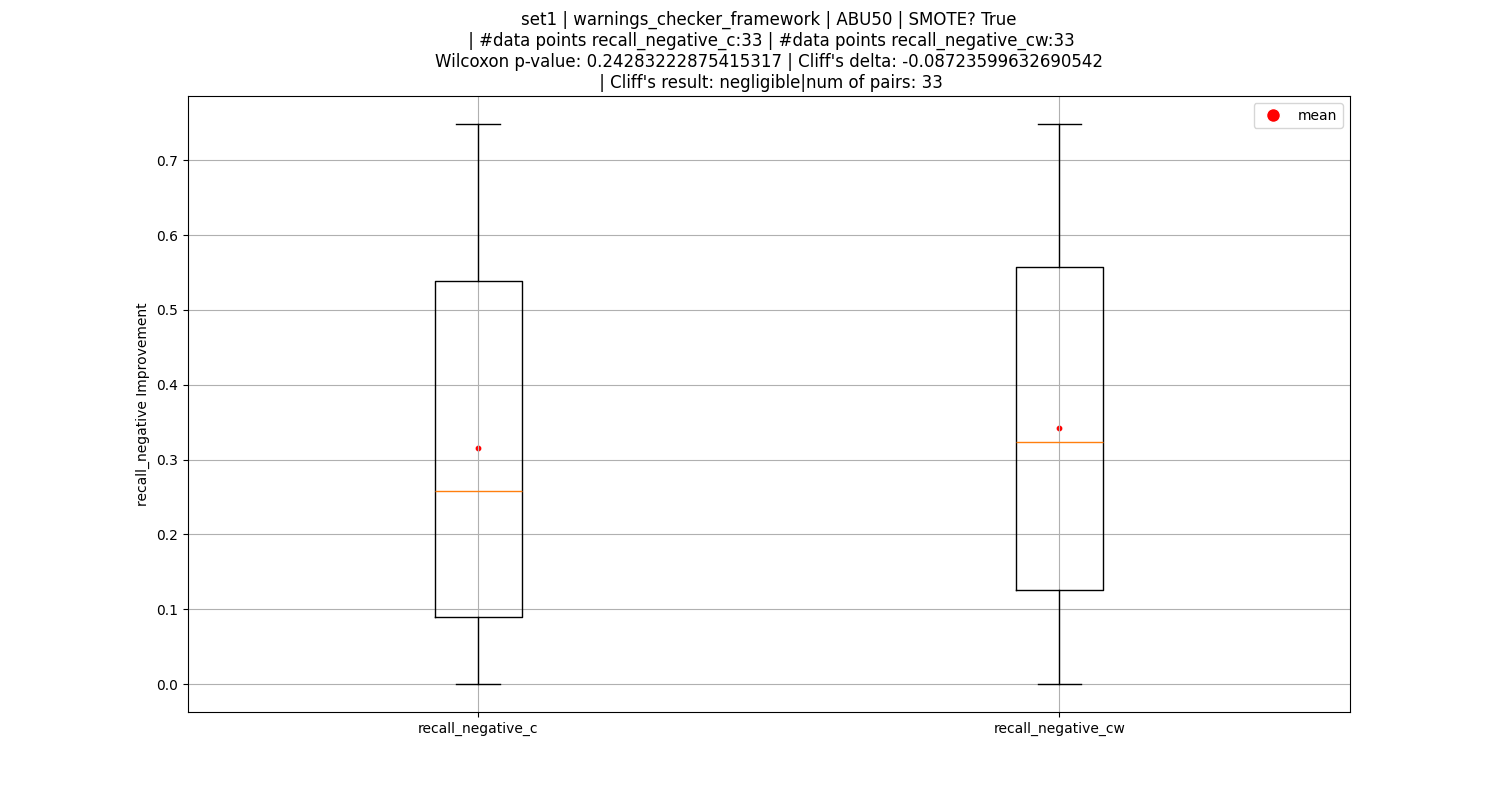 set1 | warnings_checker_framework | ABU50 | SMOTE? True
| #data points recall_negative_c:33 | #data points recall_negative_cw:33
Wilcoxon p-value: 0.24283222875415317 | Cliff's delta: -0.08723599632690542
| Cliff's result: negligible|num of pairs: 33
mean
0.7
0.6
0.5
0.4
0.3
0.2
0.1
0.0
recall_negative Improvement
recall_negative_c
recall_negative_cw